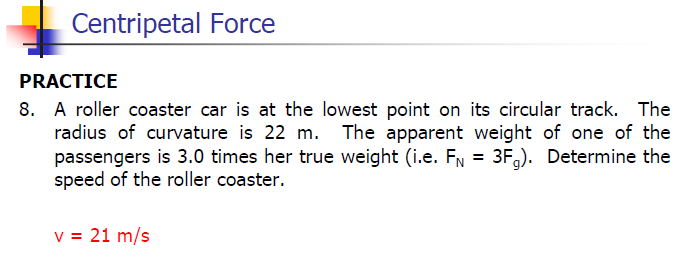 Centripetal Force
PRACTICE
8. A roller coaster car is at the lowest point on its circular track. The
radius of curvature is 22 m. The apparent weight of one of the
passengers is 3.0 times her true weight (i.e. FN = 3Fg). Determine the
speed of the roller coaster.
v = 21 m/s